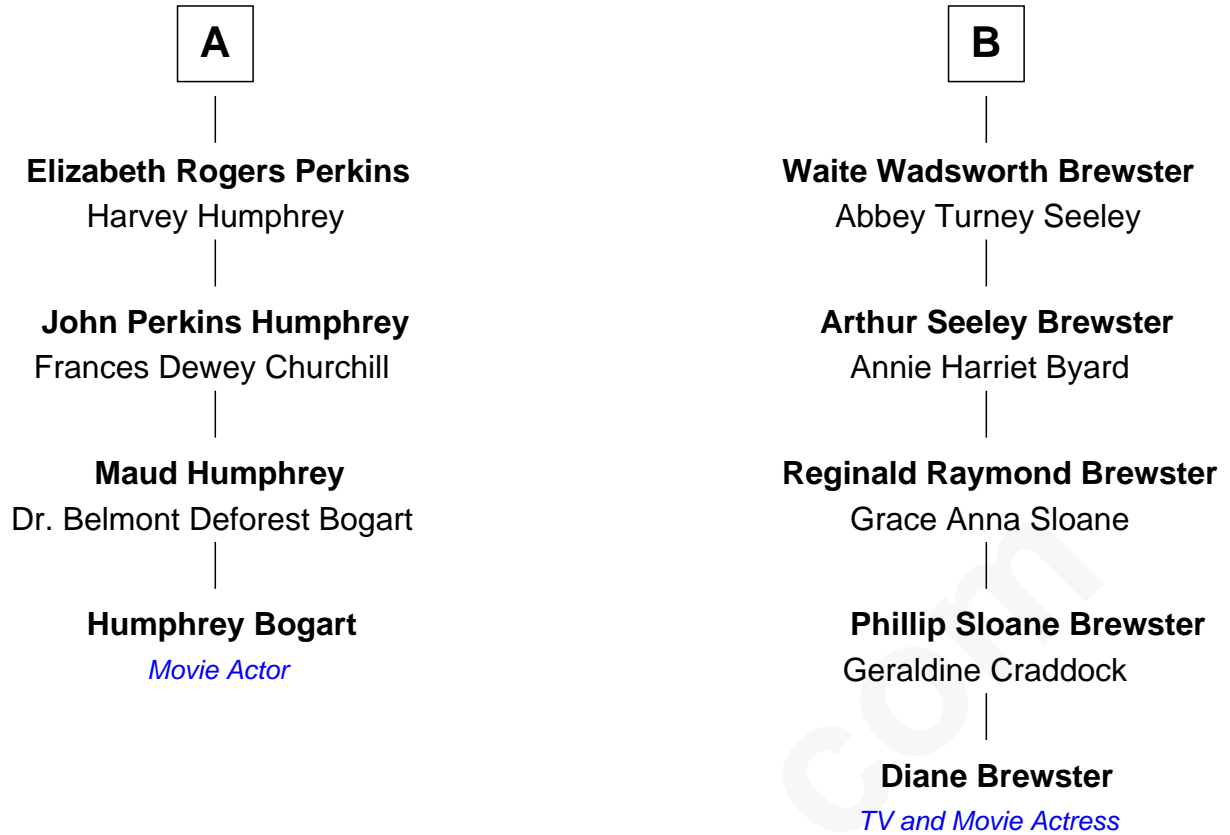 A
Elizabeth Rogers Perkins
Harvey Humphrey
John Perkins Humphrey
Frances Dewey Churchill
Maud Humphrey
Dr. Belmont Deforest Bogart
Humphrey Bogart
Movie Actor
B
Waite Wadsworth Brewster
Abbey Turney Seeley
Arthur Seeley Brewster
Annie Harriet Byard
Reginald Raymond Brewster
Grace Anna Sloane
Phillip Sloane Brewster
Geraldine Craddock
Diane Brewster
TV and Movie Actress
com